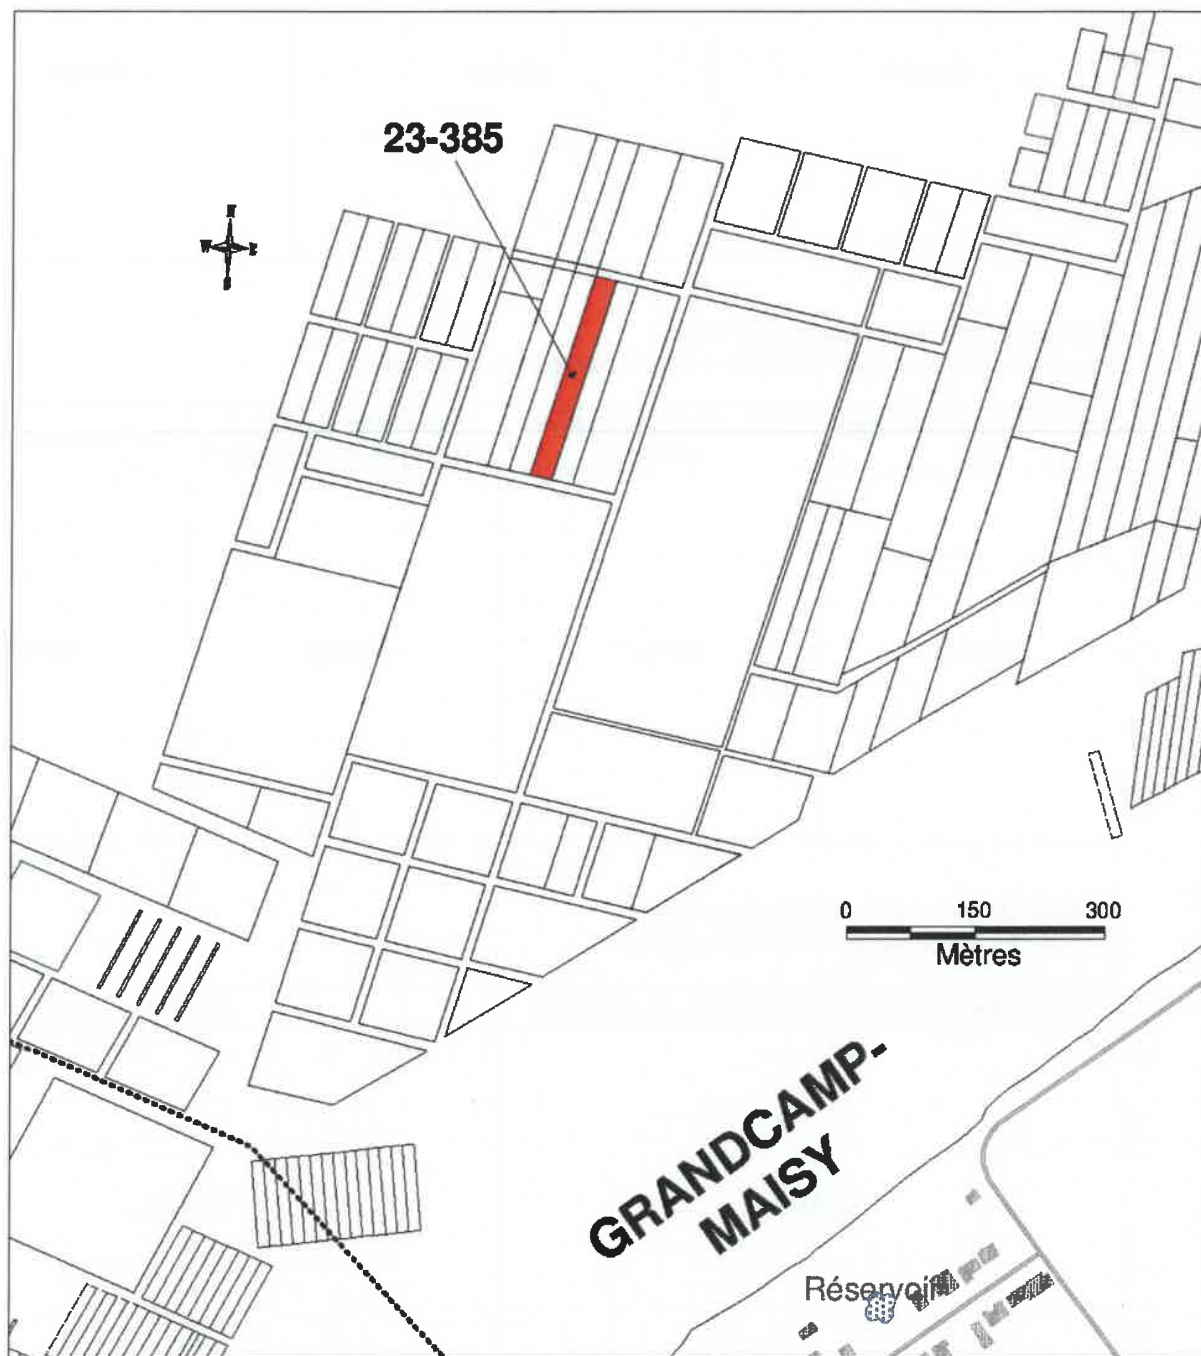 23-385
N
W E
S
0 150 300
Mètres
GRANDCAMP-
MAISY
Réservoir